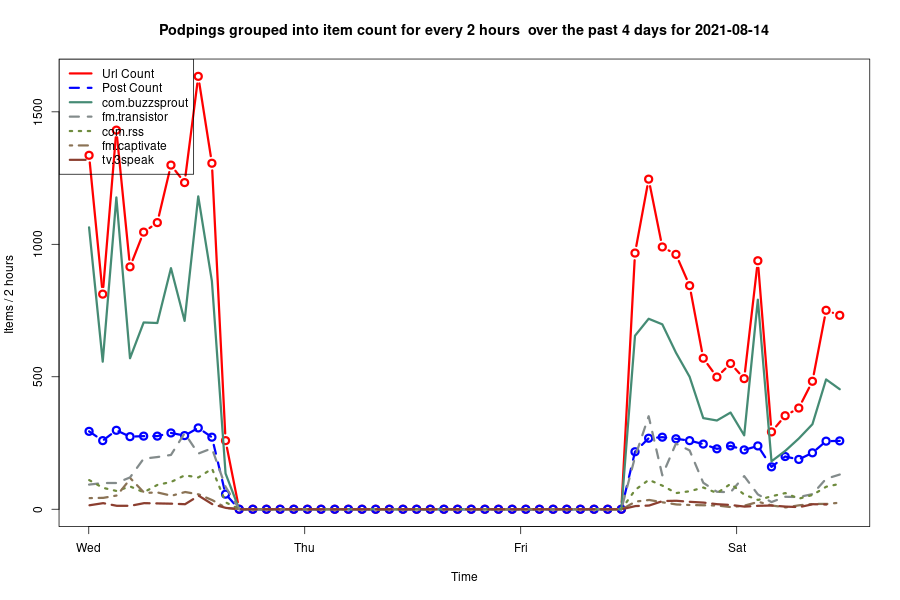 Podpings grouped into item count for every 2 hours  over the past 4 days for 2021-08-14
Url Count
Post Count
com.buzzsprout
fm.transistor
com.rss
fm.captivate
tv.3speak
1500
1000
500
0
Items / 2 hours
Wed
Thu
Fri
Sat
Time